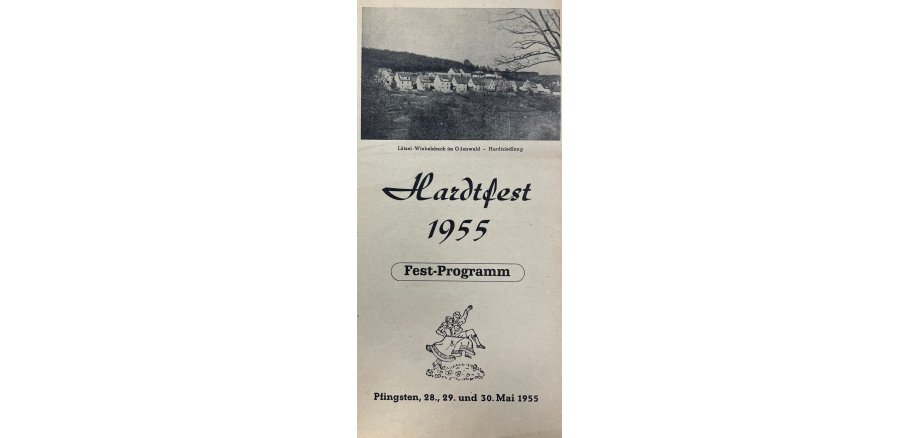 Lützel-Wiebelsbach im Odenwald – Hardtsiedlung
Hardtfest
1955
Fest-Programm
Pfingsten, 28., 29. und 30. Mai 1955